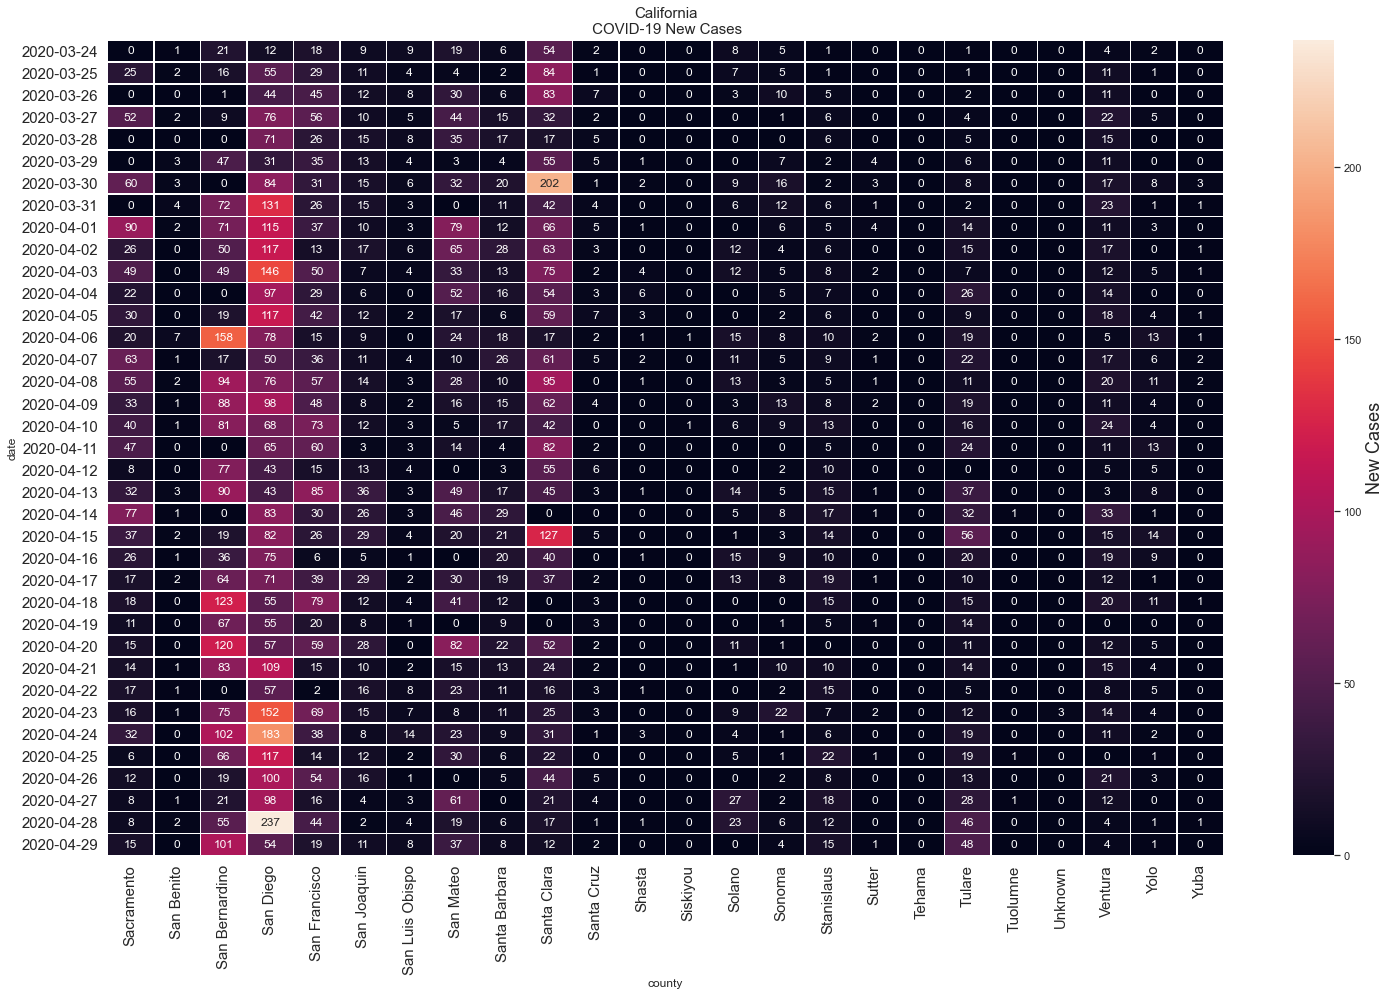 California
COVID-19 New Cases
2020-03-24 0 1 21 12 18 9 9 19 6 54 2 0 0 8 5 1 0 0 1 0 0 4 2 0
2020-03-25 25 2 16 55 29 11 4 4 2 84 1 0 0 7 5 1 0 0 1 0 0 11 1 0
2020-03-26 0 0 1 44 45 12 8 30 6 83 7 0 0 3 10 5 0 0 2 0 0 11 0 0
2020-03-27 52 2 9 76 56 10 5 44 15 32 2 0 0 0 1 6 0 0 4 0 0 22 5 0
2020-03-28 0 0 0 71 26 15 8 35 17 17 5 0 0 0 0 6 0 0 5 0 0 15 0 0
2020-03-29 0 3 47 31 35 13 4 3 4 55 5 1 0 0 7 2 4 0 6 0 0 11 0 0
2020-03-30 60 3 0 84 31 15 6 32 20 202 1 2 0 9 16 2 3 0 8 0 0 17 8 3
2020-03-31 0 4 72 131 26 15 3 0 11 42 4 0 0 6 12 6 1 0 2 0 0 23 1 1
2020-04-01 90 2 71 115 37 10 3 79 12 66 5 1 0 0 6 5 4 0 14 0 0 11 3 0
2020-04-02 26 0 50 117 13 17 6 65 28 63 3 0 0 12 4 6 0 0 15 0 0 17 0 1
2020-04-03 49 0 49 146 50 7 4 33 13 75 2 4 0 12 5 8 2 0 7 0 0 12 5 1
2020-04-04 22 0 0 97 29 6 0 52 16 54 3 6 0 0 5 7 0 0 26 0 0 14 0 0
2020-04-05 30 0 19 117 42 12 2 17 6 59 7 3 0 0 2 6 0 0 9 0 0 18 4 1
2020-04-06 20 7 158 78 15 9 0 24 18 17 2 1 1 15 8 10 2 0 19 0 0 5 13 1
2020-04-07 63 1 17 50 36 11 4 10 26 61 5 2 0 11 5 9 1 0 22 0 0 17 6 2
2020-04-08 55 2 94 76 57 14 3 28 10 95 0 1 0 13 3 5 1 0 11 0 0 20 11 2
2020-04-09 33 1 88 98 48 8 2 16 15 62 4 0 0 3 13 8 2 0 19 0 0 11 4 0
2020-04-10 40 1 81 68 73 12 3 5 17 42 0 0 1 6 9 13 0 0 16 0 0 24 4 0
2020-04-11 47 0 0 65 60 3 3 14 4 82 2 0 0 0 0 5 0 0 24 0 0 10 13 0
2020-04-12 8 0 77 43 15 13 4 0 3 55 6 0 0 0 2 10 0 0 0 0 0 5 5 0
2020-04-13 32 3 90 43 85 36 3 49 17 45 3 1 0 14 5 15 1 0 37 0 0 3 8 0
2020-04-14 77 1 0 83 30 26 3 46 29 0 0 0 0 5 8 17 1 0 32 1 0 33 1 0
2020-04-15 37 2 19 82 26 29 4 20 21 127 5 0 0 1 3 14 0 0 56 0 0 15 14 0
2020-04-16 26 1 36 75 6 5 1 0 20 40 0 1 0 15 9 10 0 0 20 0 0 19 9 0
2020-04-17 17 2 64 71 39 29 2 30 19 37 2 0 0 13 8 19 1 0 10 0 0 12 1 0
2020-04-18 18 0 123 55 79 12 4 41 12 0 3 0 0 0 0 15 0 0 15 0 0 20 11 1
2020-04-19 11 0 67 55 20 8 1 0 9 0 3 0 0 0 1 5 1 0 14 0 0 0 0 0
2020-04-20 15 0 120 57 59 28 0 82 22 52 2 0 0 11 1 0 0 0 11 0 0 12 5 0
2020-04-21 14 1 83 109 15 10 2 15 13 24 2 0 0 1 10 10 0 0 14 0 0 15 4 0
2020-04-22 17 1 0 57 2 16 8 23 11 16 3 1 0 0 2 15 0 0 5 0 0 8 5 0
2020-04-23 16 1 75 152 69 15 7 8 11 25 3 0 0 9 22 7 2 0 12 0 3 14 4 0
2020-04-24 32 0 102 183 38 8 14 23 9 31 1 3 0 4 1 6 0 0 19 0 0 11 2 0
2020-04-25 6 0 66 117 14 12 2 30 6 22 0 0 0 5 1 22 1 0 19 1 0 0 1 0
2020-04-26 12 0 19 100 54 16 1 0 5 44 5 0 0 0 2 8 0 0 13 0 0 21 3 0
2020-04-27 8 1 21 98 16 4 3 61 0 21 4 0 0 27 2 18 0 0 28 1 0 12 0 0
2020-04-28 8 2 55 237 44 2 4 19 6 17 1 1 0 23 6 12 0 0 46 0 0 4 1 1
2020-04-29 15 0 101 54 19 11 8 37 8 12 2 0 0 0 4 15 1 0 48 0 0 4 1 0
date
Sacramento
San Benito
San Bernardino
San Diego
San Francisco
San Joaquin
San Luis Obispo
San Mateo
Santa Barbara
Santa Clara
Santa Cruz
Shasta
Siskiyou
Solano
Sonoma
Stanislaus
Sutter
Tehama
Tulare
Tuolumne
Unknown
Ventura
Yolo
Yuba
county
200
150
100
50
0
New Cases